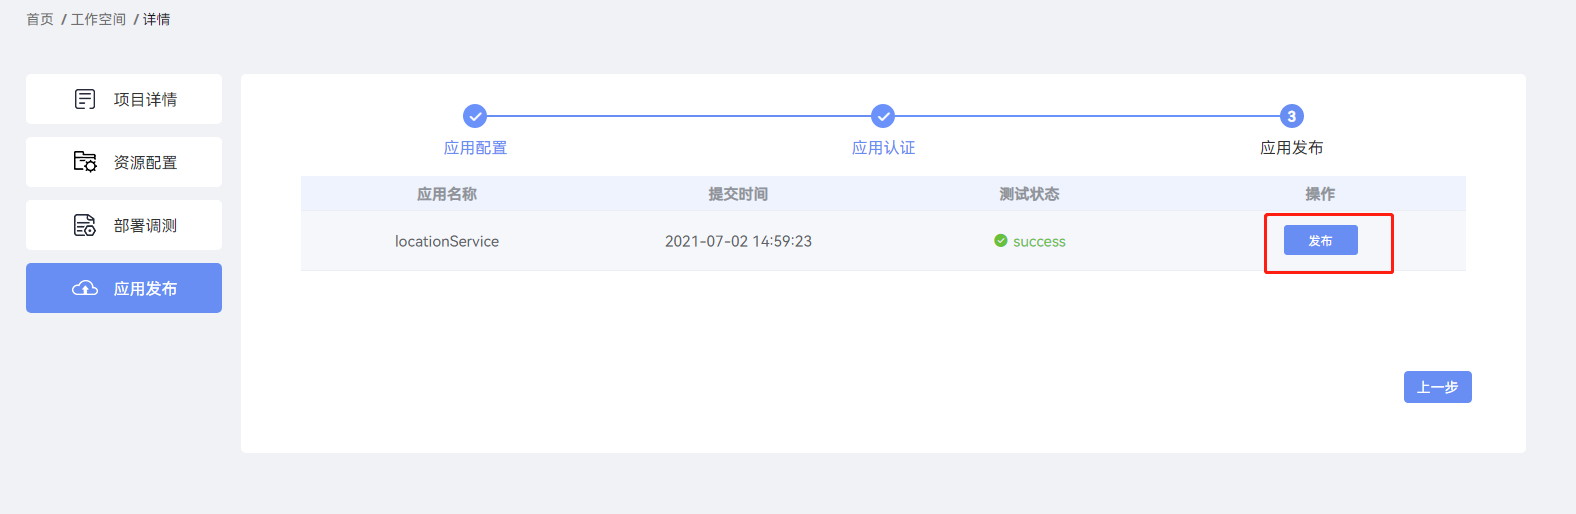 首页 / 工作空间 / 详情
项目详情
资源配置
部署调测
应用发布
3
应用配置 应用认证 应用发布
应用名称 提交时间 测试状态 操作
locationService 2021-07-02 14:59:23 success 发布
上一步